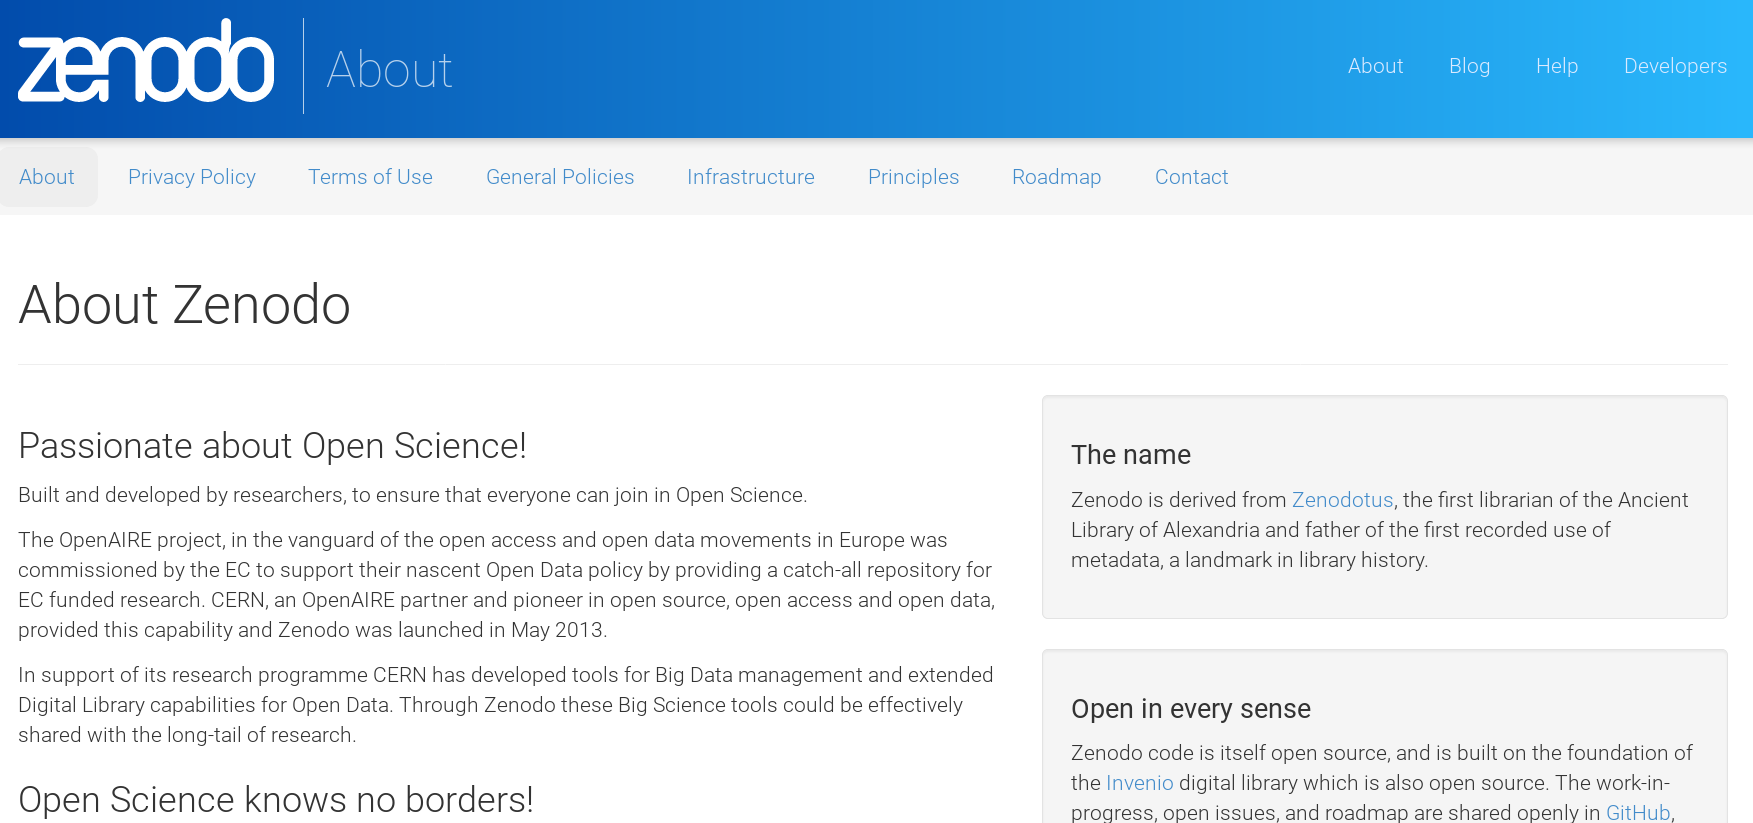 zenodo
About
About Blog Help Developers
About Privacy Policy Terms of Use General Policies Infrastructure Principles Roadmap Contact
About Zenodo
Passionate about Open Science!
Built and developed by researchers, to ensure that everyone can join in Open Science.
The OpenAIRE project, in the vanguard of the open access and open data movements in Europe was
commissioned by the EC to support their nascent Open Data policy by providing a catch-all repository for
EC funded research. CERN, an OpenAIRE partner and pioneer in open source, open access and open data,
provided this capability and Zenodo was launched in May 2013.
In support of its research programme CERN has developed tools for Big Data management and extended
Digital Library capabilities for Open Data. Through Zenodo these Big Science tools could be effectively
shared with the long-tail of research.
Open Science knows no borders!
The name
Zenodo is derived from Zenodotus, the first librarian of the Ancient
Library of Alexandria and father of the first recorded use of
metadata, a landmark in library history.
Open in every sense
Zenodo code is itself open source, and is built on the foundation of
the Invenio digital library which is also open source. The work-in-
progress, open issues, and roadmap are shared openly in GitHub,